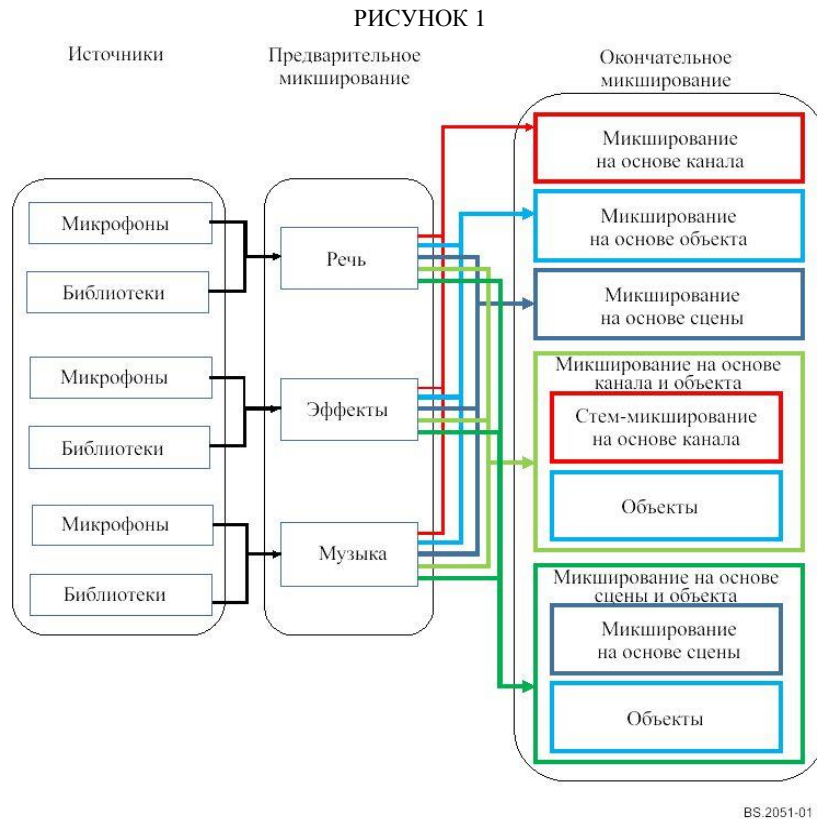 РИСУНОК 1
Источники
Предварительное
микширование
Окончательное
микширование
Микрофоны
Библиотеки
Микрофоны
Библиотеки
Микрофоны
Библиотеки
Речь
Эффекты
Музыка
Микширование
на основе канала
Микширование
на основе объекта
Микширование
на основе сцены
Микширование на основе
канала и объекта
Стем-микширование
на основе канала
Объекты
Микширование на основе
сцены и объекта
Микширование
на основе сцены
Объекты
BS.2051-01